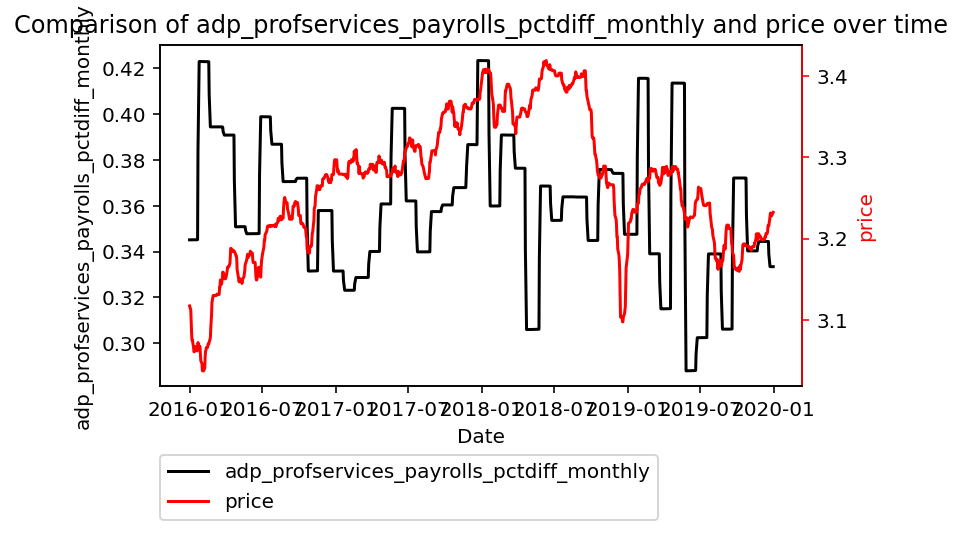 Comparison of adp_profservices_payrolls_pctdiff_monthly and price over time
adp_profservices_payrolls_pctdiff_monthly
0.42
0.40
0.38
0.36
0.34
0.32
0.30
3.4
3.3
3.2
3.1
price
2016-01 2016-07 2017-01 2017-07 2018-01 2018-07 2019-01 2019-07 2020-01
Date
adp_profservices_payrolls_pctdiff_monthly
price